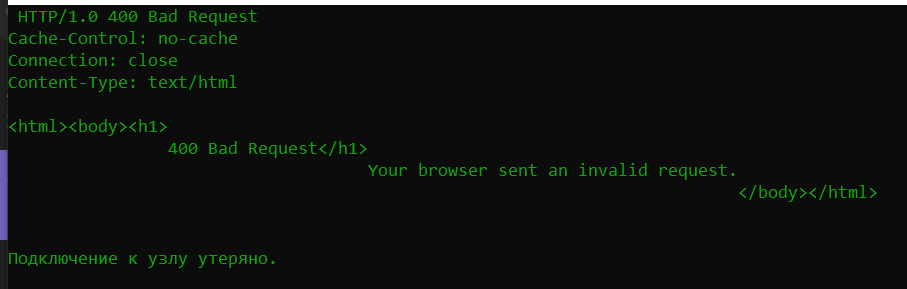 HTTP/1.0 400 Bad Request
Cache-Control: no-cache
Connection: close
Content-Type: text/html
<html><body><h1>
400 Bad Request</h1>
Your browser sent an invalid request.
</body></html>
Подключение к узлу утеряно.